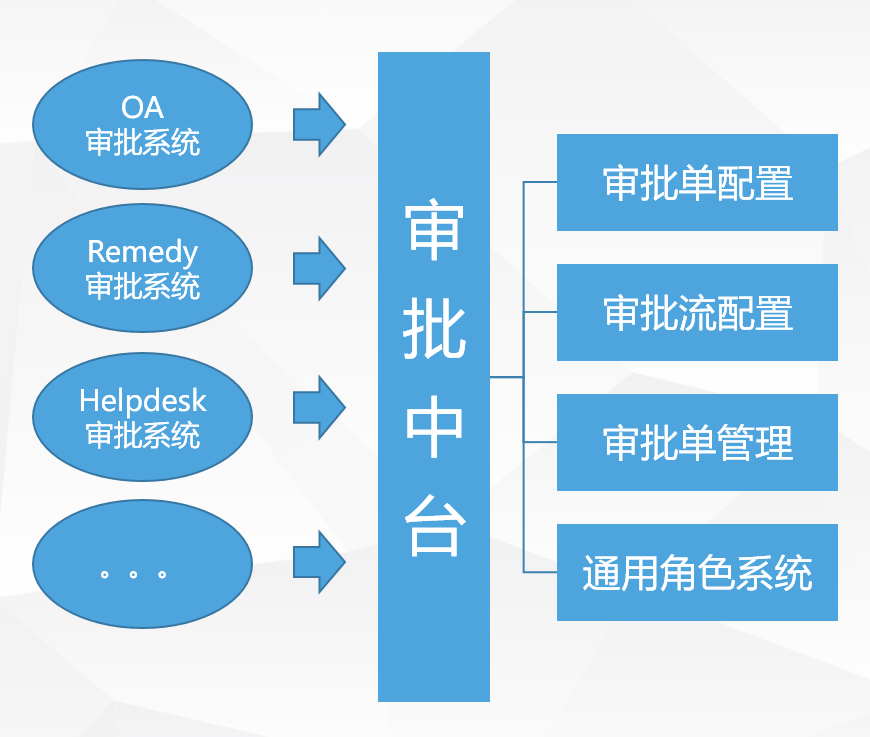 OA
审批系统
Remedy
审批系统
Helpdesk
审批系统
。。。
审批中台
审批单配置
审批流配置
审批单管理
通用角色系统